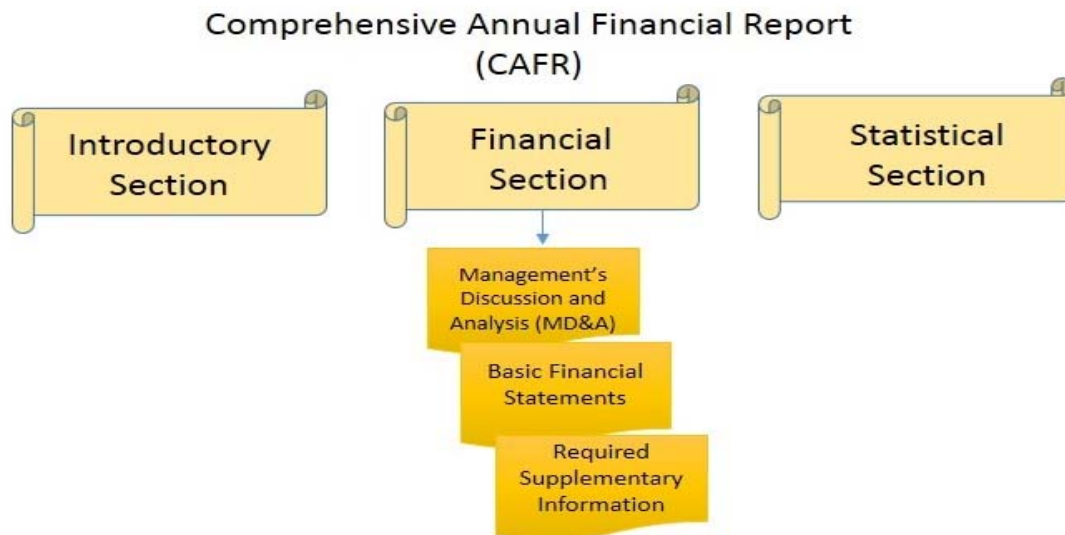 Comprehensive Annual Financial Report
(CAFR)
Introductory
Section
Financial
Section
Statistical
Section
Management’s
Discussion and
Analysis (MD&A)
Basic Financial
Statements
Required
Supplementary
Information